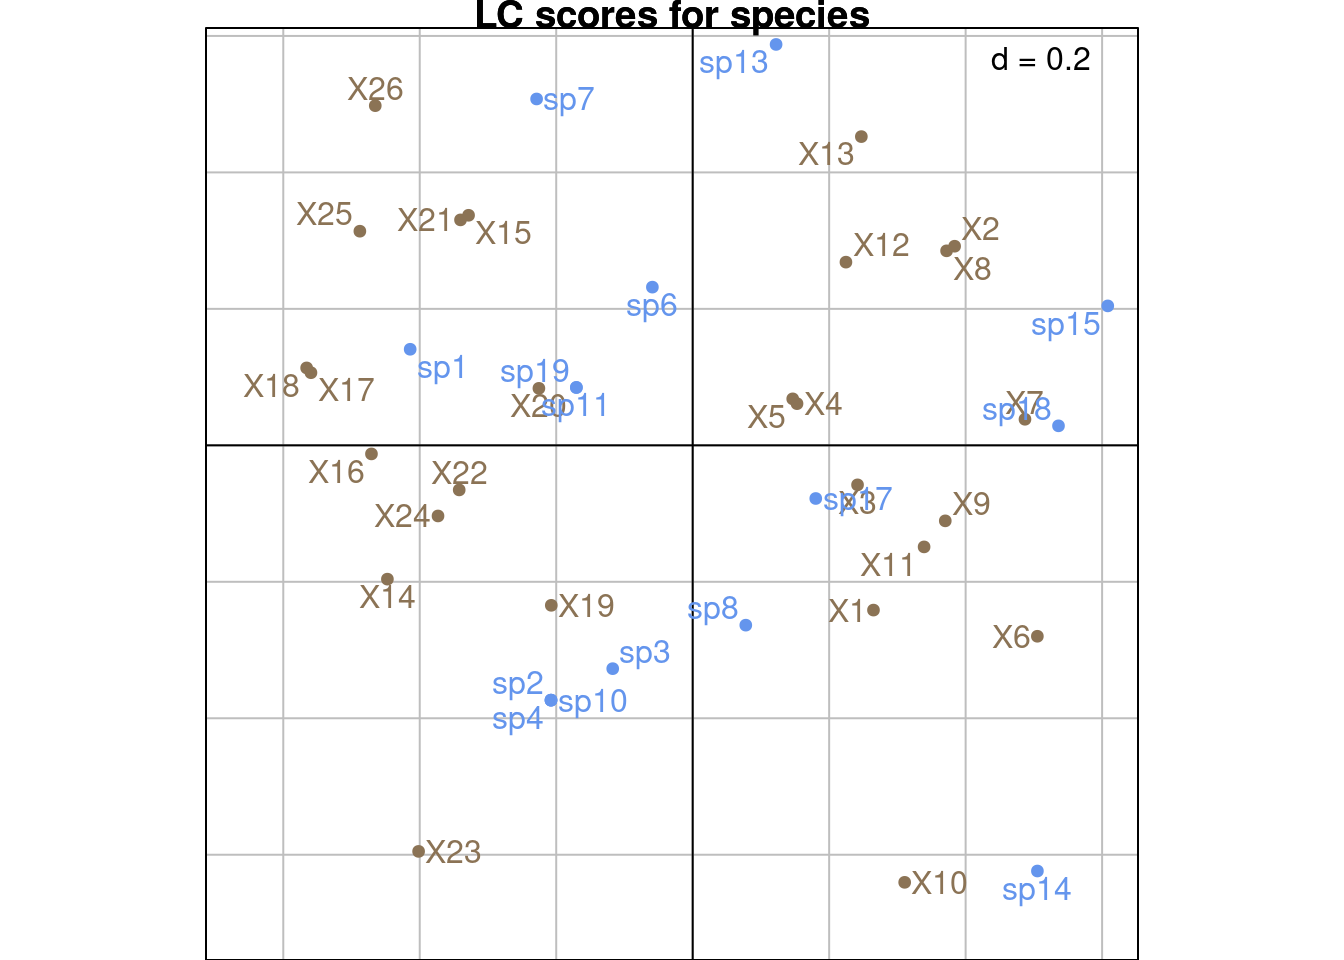 LC scores for species
d = 0.2
sp13
X26
sp7
X13
X25
X21
X15
X12
X2
X8
sp6
sp15
sp1
X18
X17
sp19
X20
sp11
X5
X4
X7
sp18
X16
X22
X24
sp17
X3
X9
X11
X14
X19
sp8
X1
X6
sp3
sp2
sp10
sp4
X23
X10
sp14